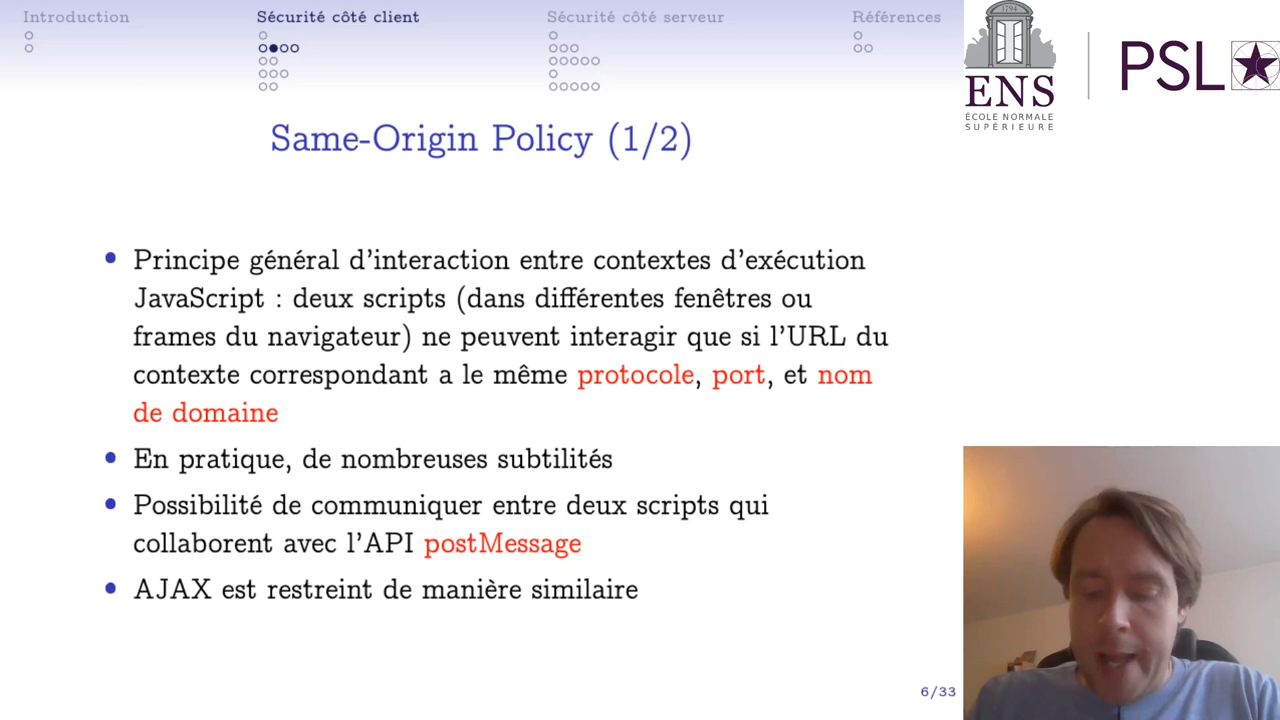 Introduction
Sécurité côté client
Sécurité côté serveur
Références
1794
ENS
ÉCOLE NORMALE
SUPÉRIEURE
PSL
Same-Origin Policy (1/2)
Principe général d'interaction entre contextes d'exécution
JavaScript : deux scripts (dans différentes fenêtres ou
frames du navigateur) ne peuvent interagir que si l'URL du
contexte correspondant a le même protocole, port, et nom
de domaine
En pratique, de nombreuses subtilités
Possibilité de communiquer entre deux scripts qui
collaborent avec l'API postMessage
AJAX est restreint de manière similaire
6/33